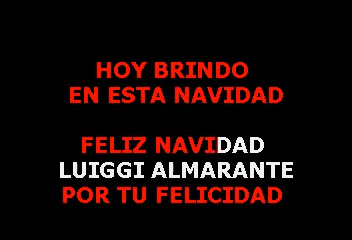 HOY BRINDO
EN ESTA NAVIDAD
FELIZ NAVIDAD
LUIGGI ALMARANTE
POR TU FELICIDAD